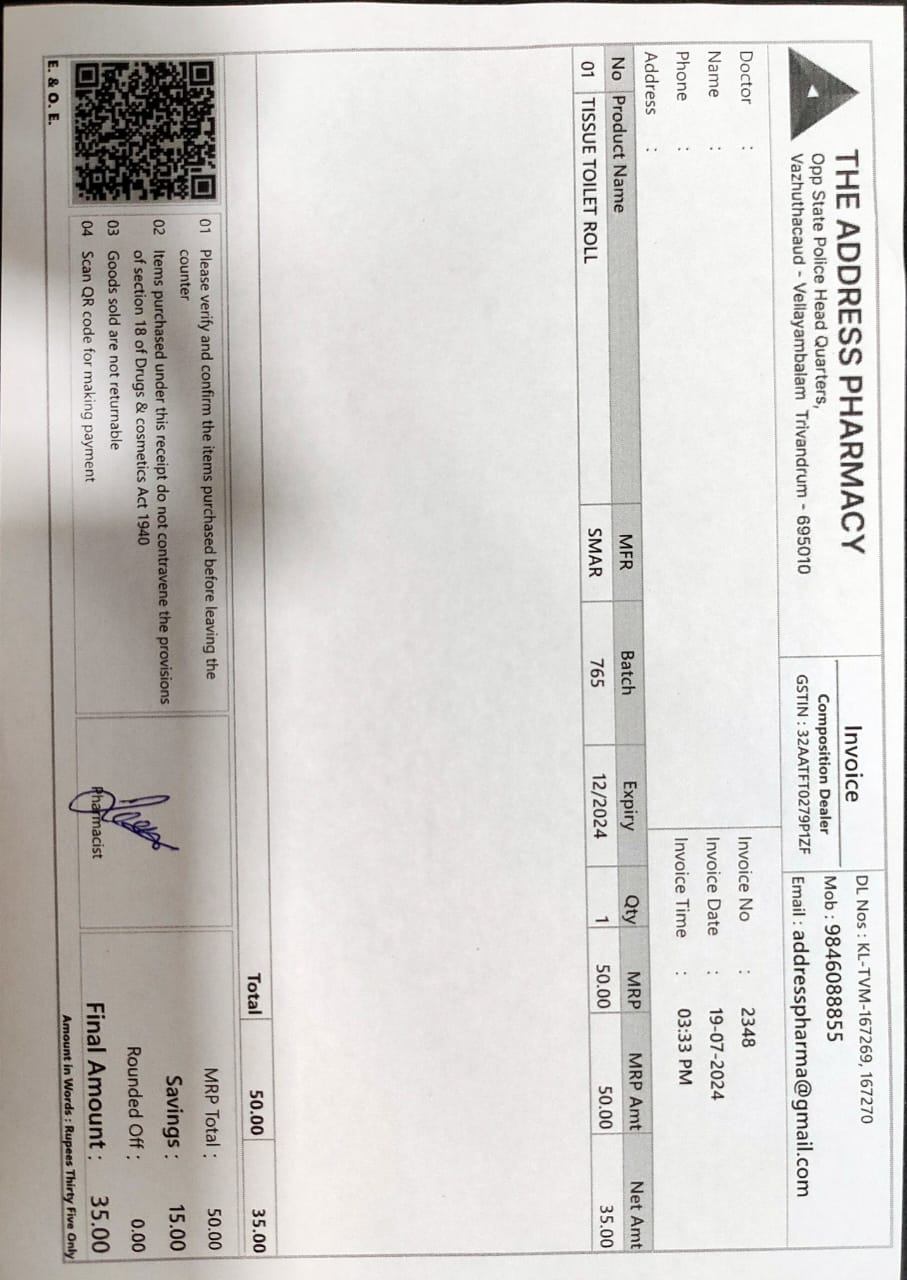 THE ADDRESS PHARMACY
Opp State Police Head Quarters,
Vazhuthacaud - Vellayambalam Trivandrum - 695010
Invoice
Composition Dealer
GSTIN : 32AATFT0279P1ZF
DL Nos : KL-TVM-167269, 167270
Mob : 9846088855
Email : addresspharma@gmail.com
Doctor :
Name :
Phone :
Address :
Invoice No : 2348
Invoice Date : 19-07-2024
Invoice Time : 03:33 PM
No Product Name MFR Batch Expiry Qty MRP MRP Amt Net Amt
01 TISSUE TOILET ROLL SMAR 765 12/2024 1 50.00 50.00 35.00
Total 50.00 35.00
01 Please verify and confirm the items purchased before leaving the
counter
02 Items purchased under this receipt do not contravene the provisions
of section 18 of Drugs & cosmetics Act 1940
03 Goods sold are not returnable
04 Scan QR code for making payment
Pharmacist
MRP Total : 50.00
Savings : 15.00
Rounded Off : 0.00
Final Amount : 35.00
Amount in Words : Rupees Thirty Five Only
E. & O. E.